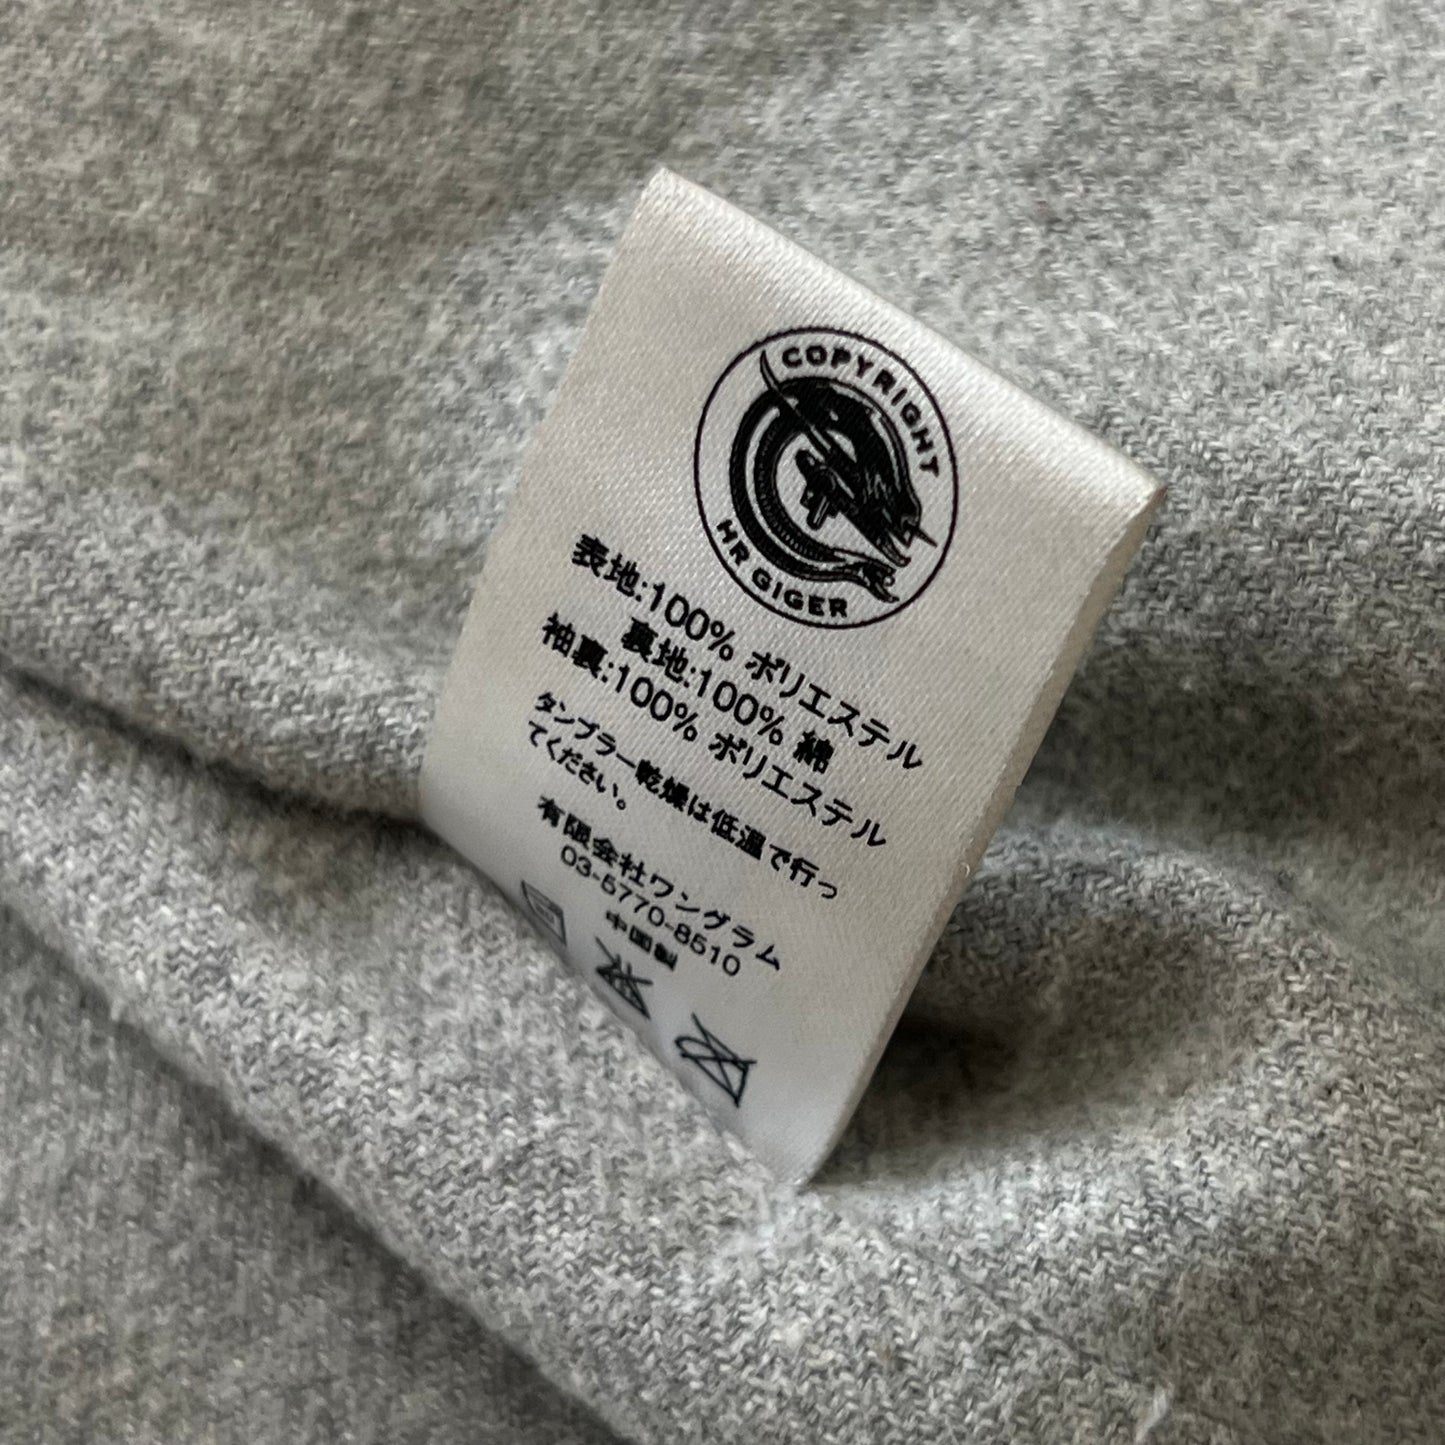 COPYRIGHT
HR GIGER
表地:100% ポリエステル
裏地:100% 綿
袖裏:100% ポリエステル
タンブラー乾燥は低温で行っ
てください。
有限会社ワングラム
03-5770-8510
中国製